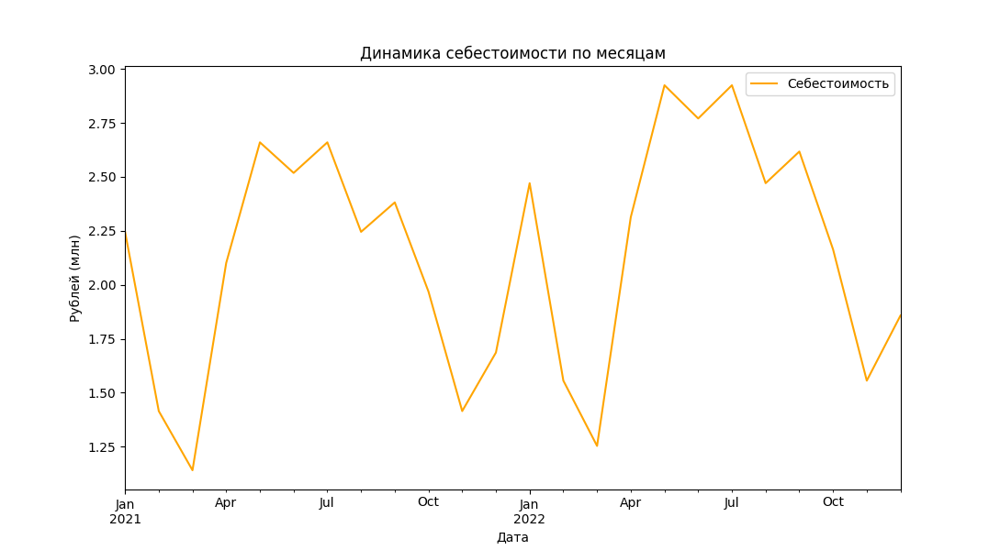 Динамика себестоимости по месяцам
Себестоимость
Рублей (млн)
3.00
2.75
2.50
2.25
2.00
1.75
1.50
1.25
Jan Apr Jul Oct Jan Apr Jul Oct
2021 2022
Дата